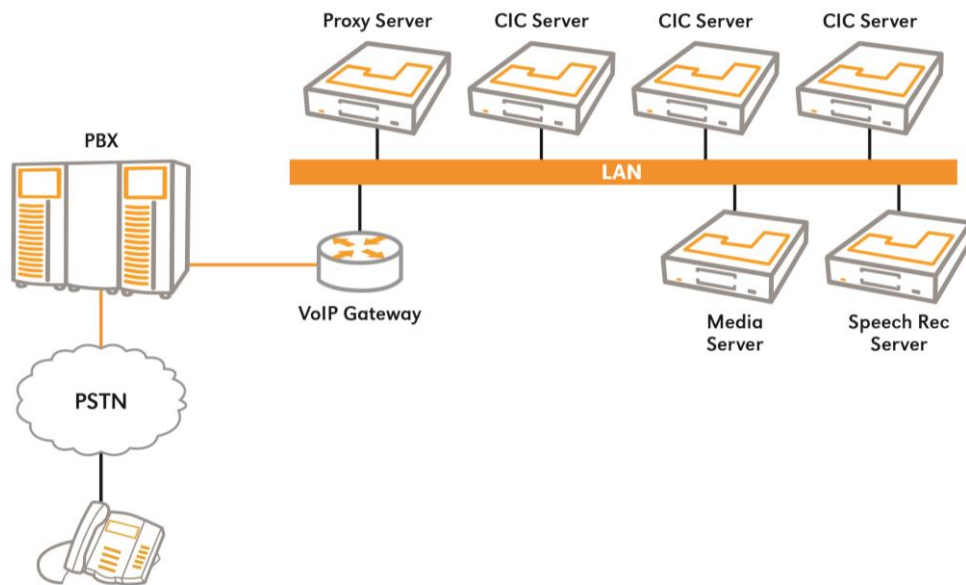 Proxy Server
CIC Server
CIC Server
CIC Server
PBX
LAN
VoIP Gateway
Media
Server
Speech Rec
Server
PSTN